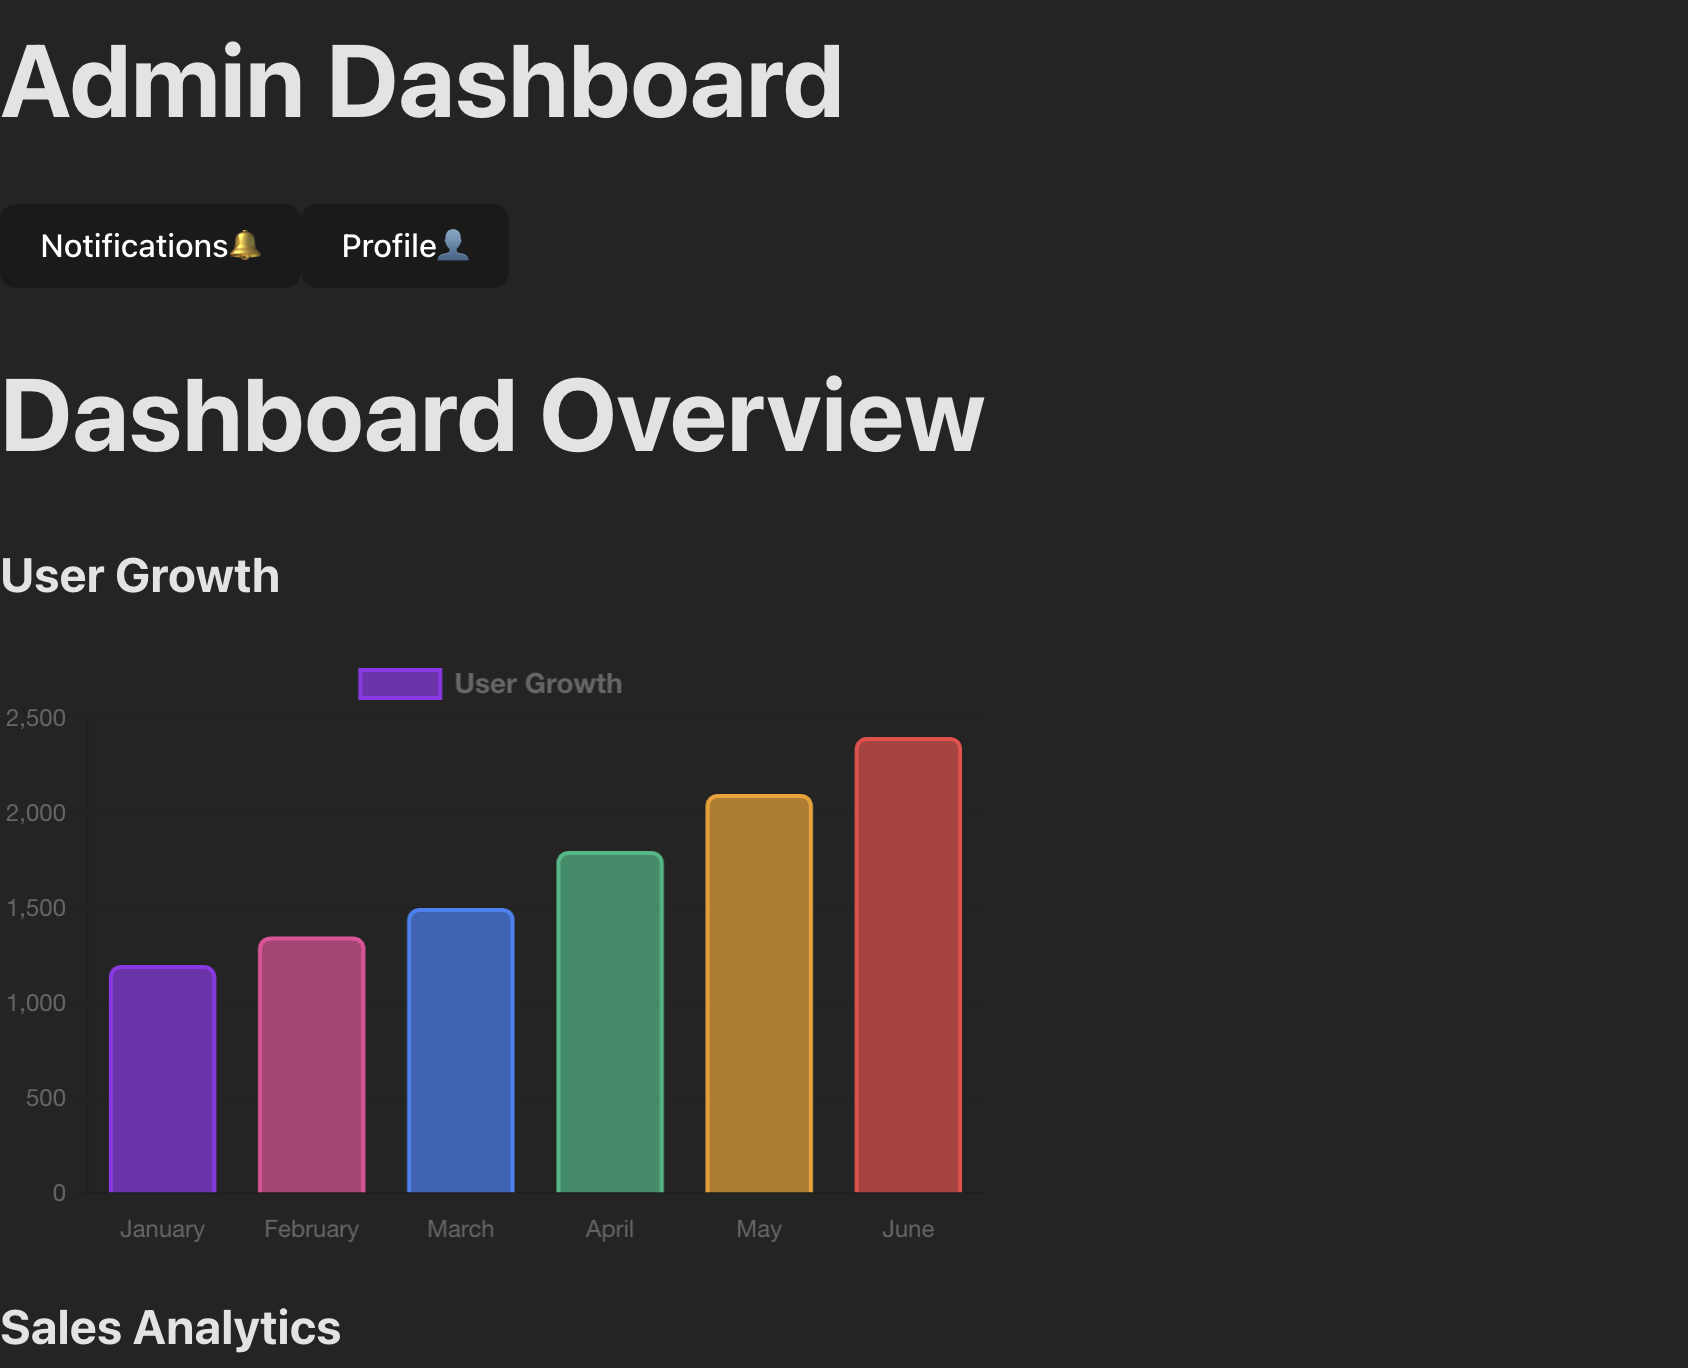 Admin Dashboard
Notifications🔔 Profile👤
Dashboard Overview
User Growth
User Growth
2,500
2,000
1,500
1,000
500
0
January February March April May June
Sales Analytics